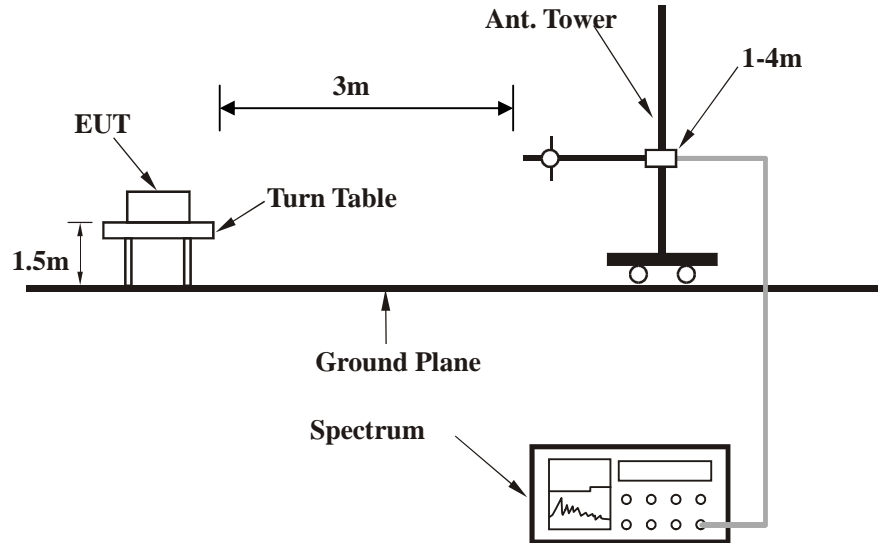 Ant. Tower
1-4m
3m
EUT
Turn Table
1.5m
Ground Plane
Spectrum